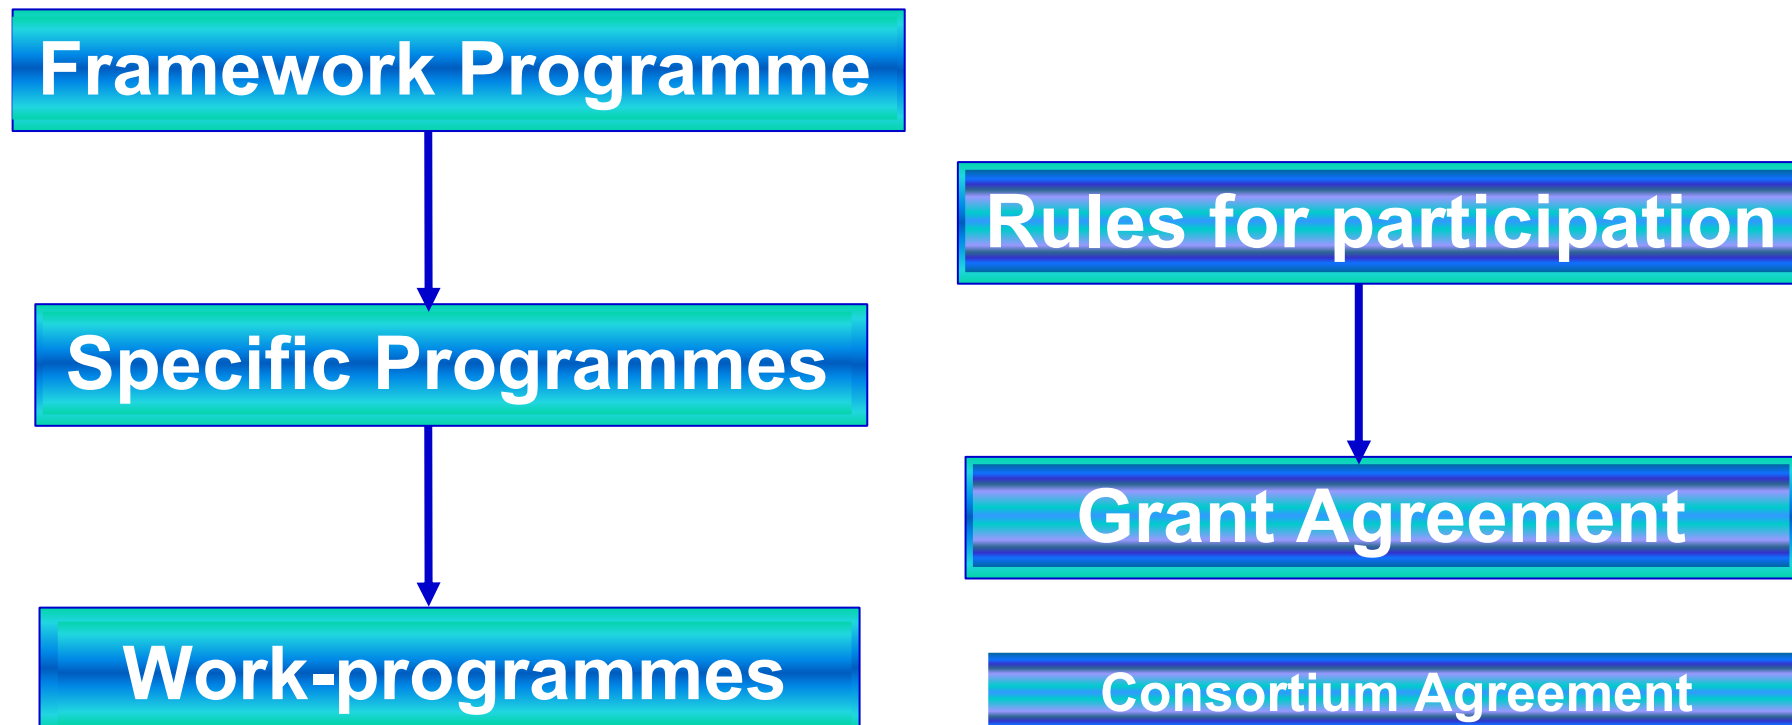 Framework Programme
Specific Programmes
Work-programmes
Rules for participation
Grant Agreement
Consortium Agreement